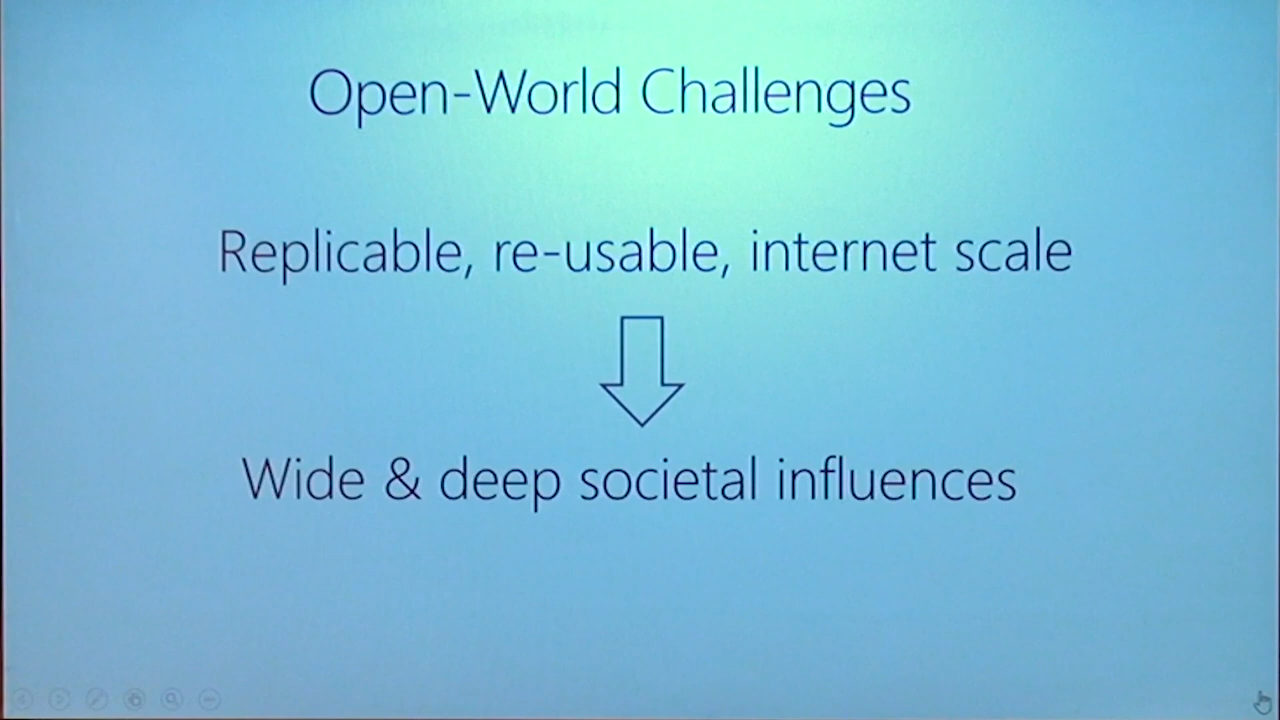 Open-World Challenges
Replicable, re-usable, internet scale
Wide & deep societal influences